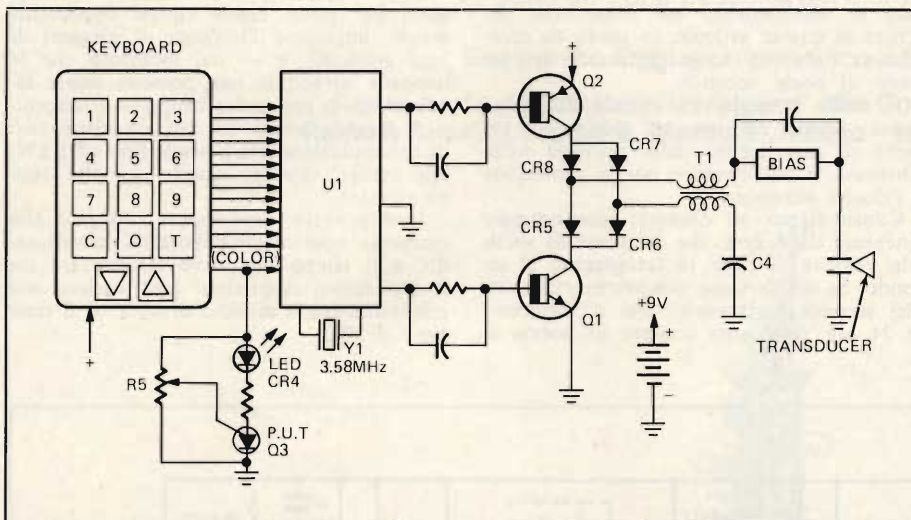 KEYBOARD
1 2 3
4 5 6
7 8 9
C O T
(COLOR)
+
U1
Y1
3.58MHz
LED
CR4
R5
P.U.T
Q3
+
Q2
CR8
CR7
CR5
CR6
Q1
T1
BIAS
C4
+9V
+
−
TRANSDUCER